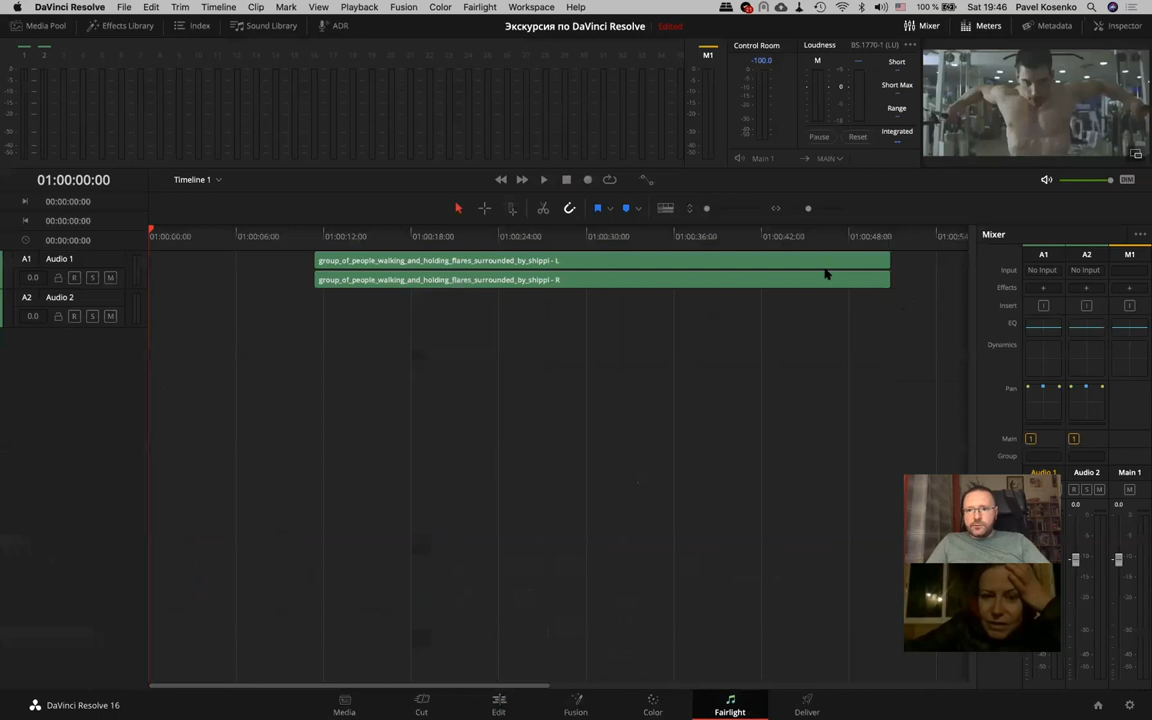 DaVinci Resolve File Edit Trim Timeline Clip Mark View Playback Fusion Color Fairlight Workspace Help 21 100 % Sat 19:46 Pavel Kosenko
Media Pool Effects Library Index Sound Library ADR Экскурсия по DaVinci Resolve Edited Mixer Meters Metadata Inspector
1 2 M1 Control Room Loudness BS.1770-1 (LU)
-100.0 M Short
Short Max
0
Range
Integrated
Pause Reset
Main 1 MAIN
01:00:00:00 Timeline 1 DIM
00:00:00:00
00:00:00:00
00:00:00:00
01:00:00:00 01:00:06:00 01:00:12:00 01:00:18:00 01:00:24:00 01:00:30:00 01:00:36:00 01:00:42:00 01:00:48:00 01:00:54
Mixer
A1 Audio 1 group_of_people_walking_and_holding_flares_surrounded_by_shippi - L
0.0 R S M group_of_people_walking_and_holding_flares_surrounded_by_shippi - R
A2 Audio 2
0.0 R S M
A1 A2 M1
Input No Input No Input
Effects + + +
Insert
EQ
Dynamics
Pan
Main 1 1
Group
Audio 1 Audio 2 Main 1
R S M M
0.0 0.0
DaVinci Resolve 16 Media Cut Edit Fusion Color Fairlight Deliver